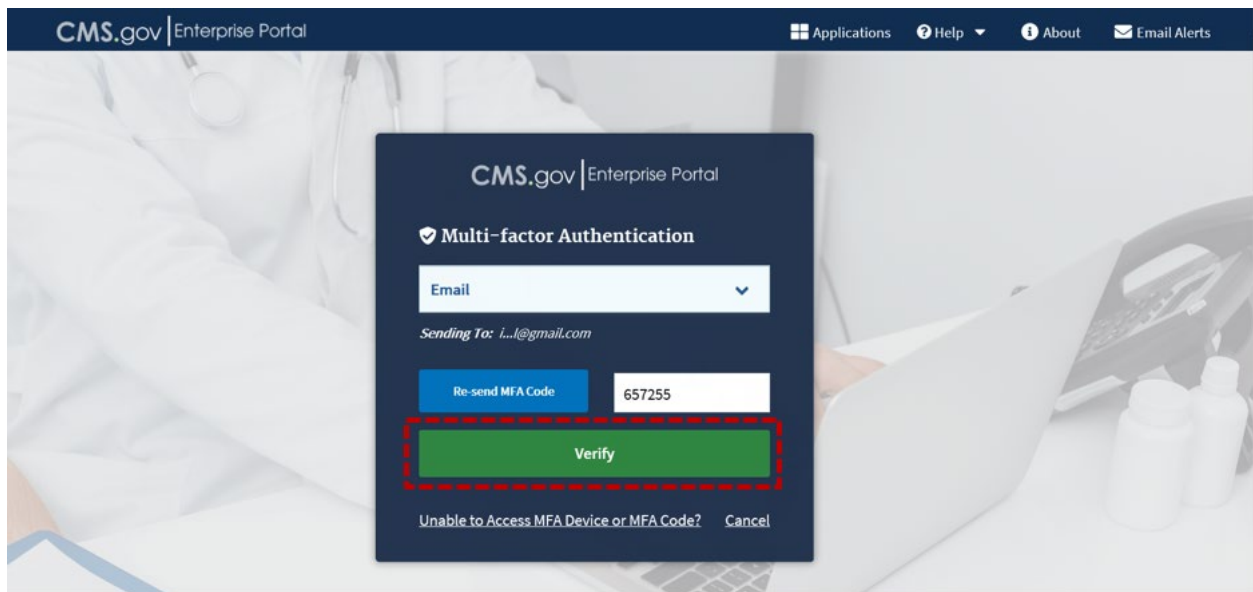 CMS.gov Enterprise Portal Applications Help About Email Alerts
CMS.gov Enterprise Portal
Multi-factor Authentication
Email
Sending To: i...l@gmail.com
Re-send MFA Code 657255
Verify
Unable to Access MFA Device or MFA Code? Cancel